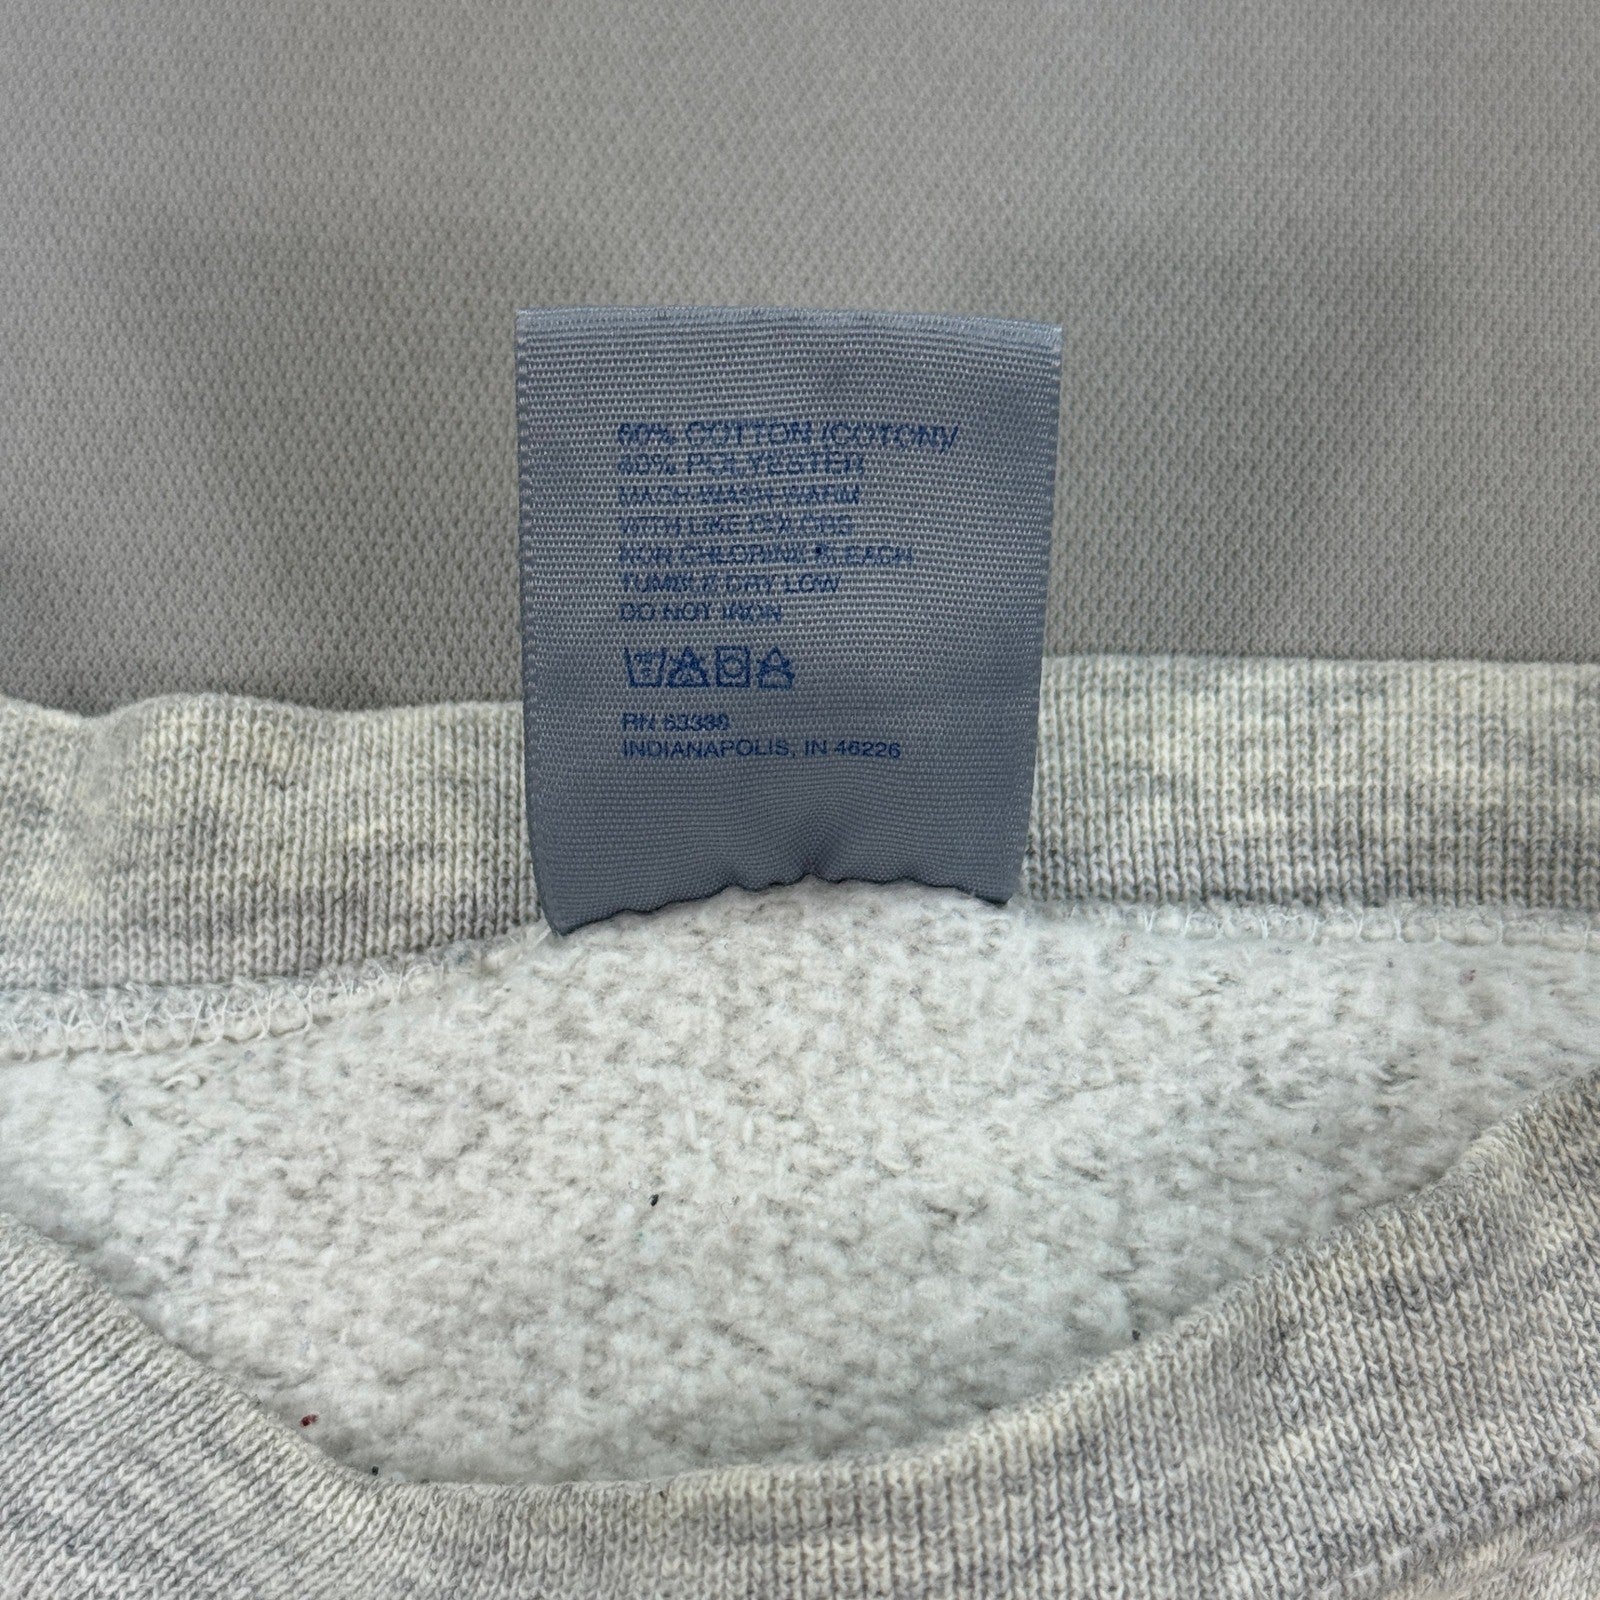 60% COTTON (COTON)/
40% POLYESTER
MACH WASH WARM
WITH LIKE COLORS
NON CHLORINE BLEACH
TUMBLE DRY LOW
DO NOT IRON
RN 53338
INDIANAPOLIS, IN 46226